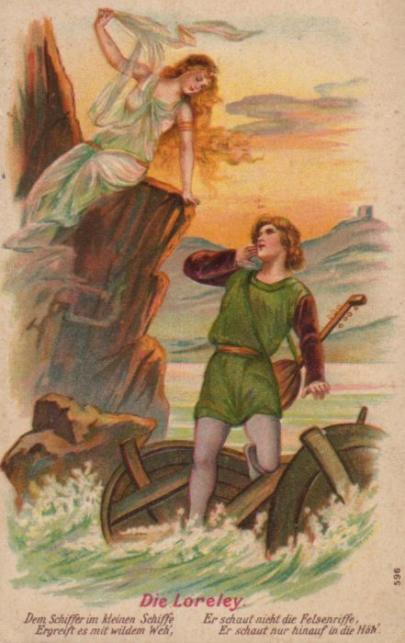 Die Loreley.
Dem Schiffer im kleinen Schiffe
Ergreift es mit wildem Weh',
Er schaut nicht die Felsenriffe,
Er schaut nur hinauf in die Höh'.
596